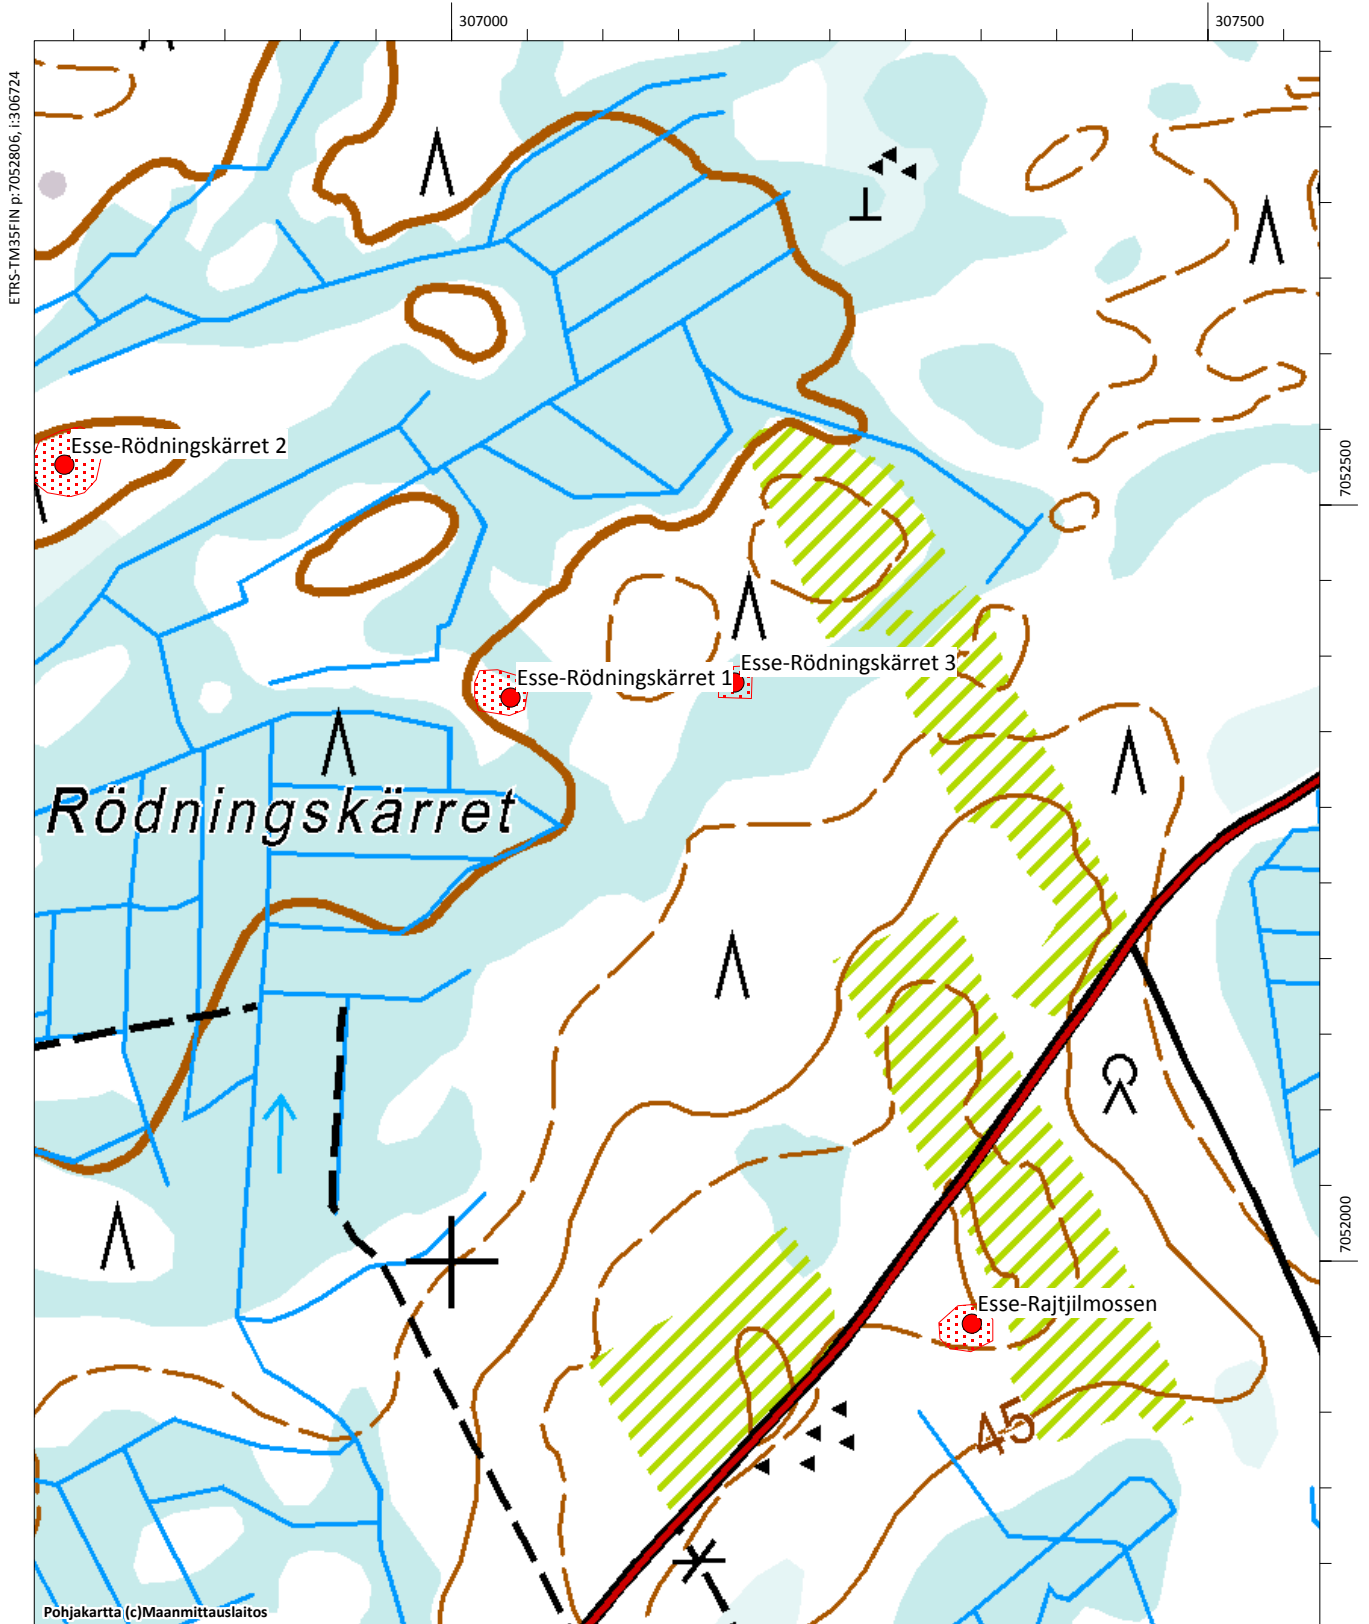 307000
307500
ETRS-TM35FIN p:7052806, i:306724
Esse-Rödningskärret 2
7052500
Esse-Rödningskärret 3
Esse-Rödningskärret 1
Rödningskärret
7052000
Esse-Rajtjilmossen
45
Pohjakartta (c)Maanmittauslaitos